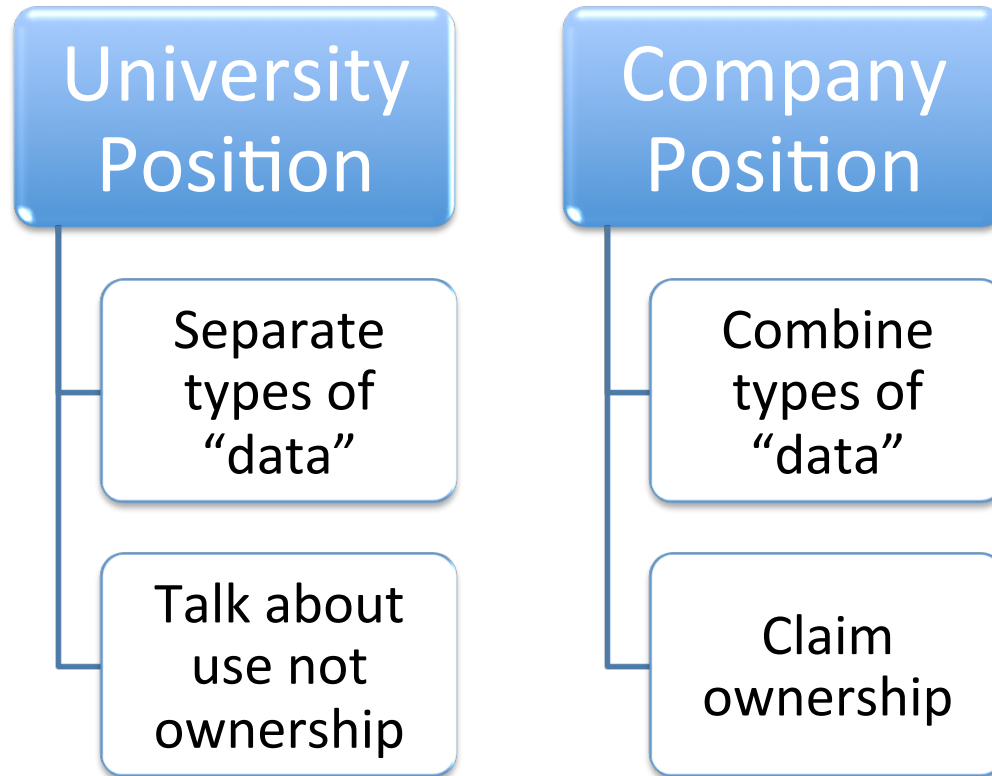 University
Position
Separate
types of
“data”
Talk about
use not
ownership
Company
Position
Combine
types of
“data”
Claim
ownership